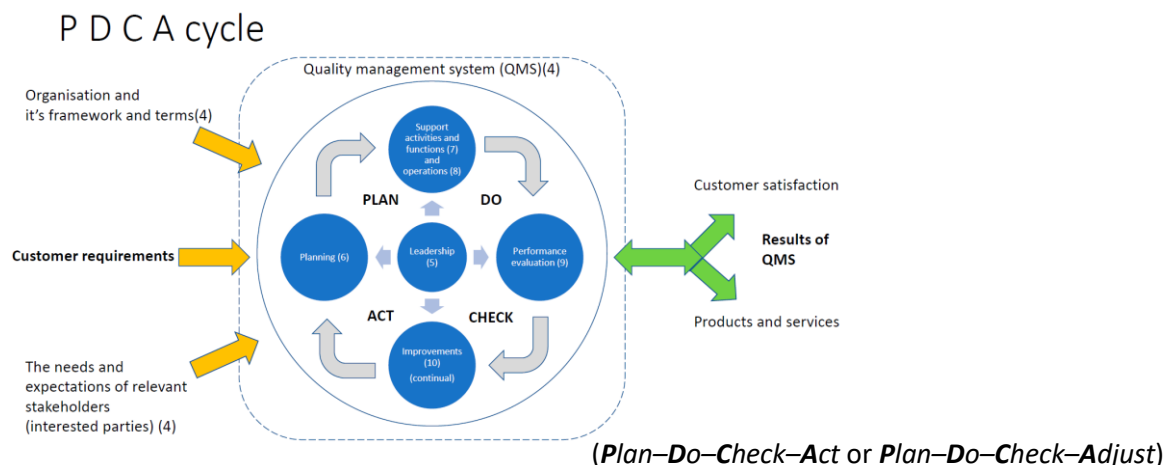 P D C A cycle
Quality management system (QMS)(4)
Organisation and
it's framework and terms(4)
Customer requirements
The needs and
expectations of relevant
stakeholders
(interested parties) (4)
Support
activities and
functions (7)
and
operations (8)
PLAN
DO
Planning (6)
Leadership
(5)
Performance
evaluation (9)
ACT
CHECK
Improvements
(10)
(continual)
Customer satisfaction
Results of
QMS
Products and services
(Plan–Do–Check–Act or Plan–Do–Check–Adjust)